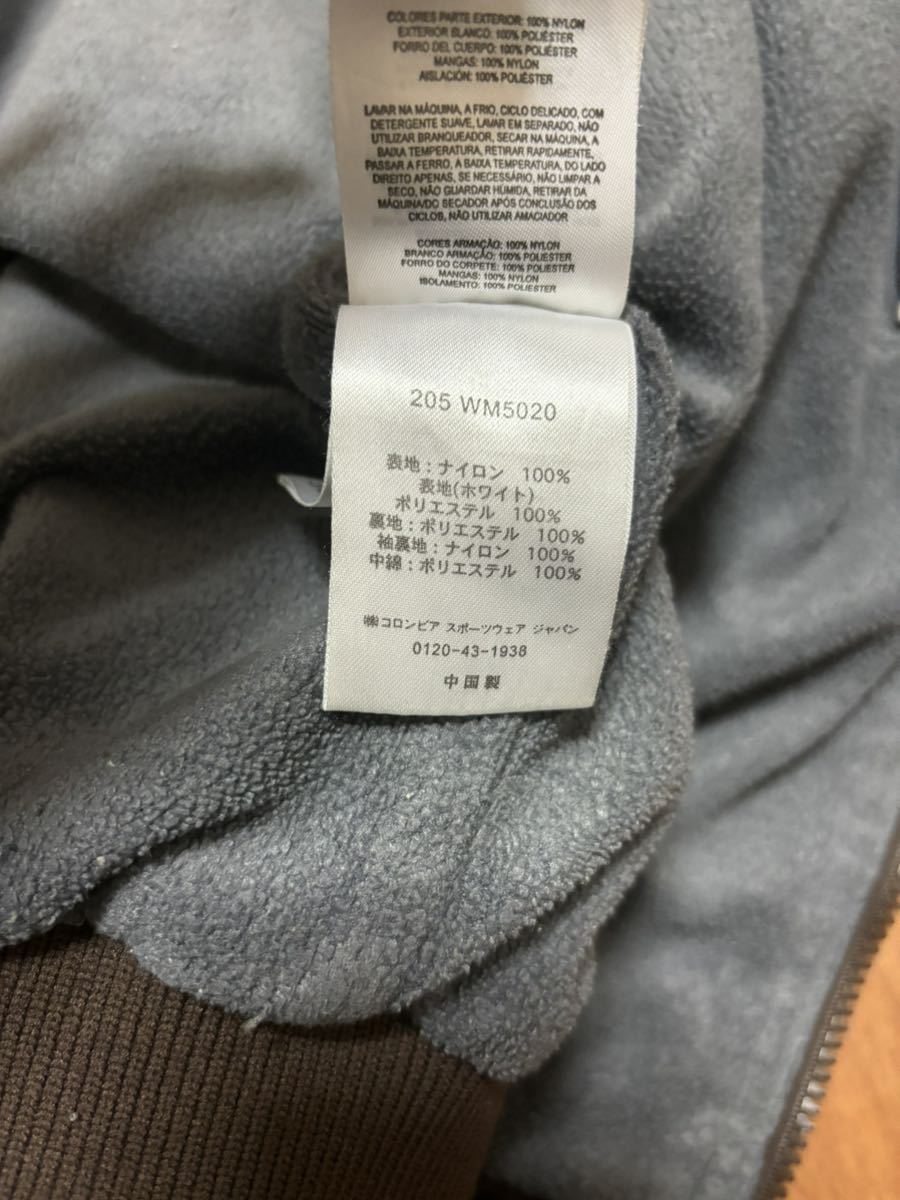 COLORES PARTE EXTERIOR: 100% NYLON
EXTERIOR BLANCO: 100% POLIÉSTER
FORRO DEL CUERPO: 100% POLIÉSTER
MANGAS: 100% NYLON
AISLACIÓN: 100% POLIÉSTER
LAVAR NA MÁQUINA, A FRIO, CICLO DELICADO, COM
DETERGENTE SUAVE, LAVAR EM SEPARADO, NÃO
UTILIZAR BRANQUEADOR, SECAR NA MÁQUINA, A
BAIXA TEMPERATURA, RETIRAR RAPIDAMENTE,
PASSAR A FERRO, A BAIXA TEMPERATURA, DO LADO
DIREITO APENAS, SE NECESSÁRIO, NÃO LIMPAR A
SECO, NÃO GUARDAR HÚMIDA, RETIRAR DA
MÁQUINA/DO SECADOR APÓS CONCLUSÃO DOS
CICLOS, NÃO UTILIZAR AMACIADOR
CORES ARMAÇÃO: 100% NYLON
BRANCO ARMAÇÃO: 100% POLIÉSTER
FORRO DO CORPETE: 100% POLIÉSTER
MANGAS: 100% NYLON
ISOLAMENTO: 100% POLIÉSTER
205 WM5020
表地：ナイロン 100%
表地(ホワイト)
ポリエステル 100%
裏地：ポリエステル 100%
袖裏地：ナイロン 100%
中綿：ポリエステル 100%
㈱コロンビア スポーツウェア ジャパン
0120-43-1938
中国製